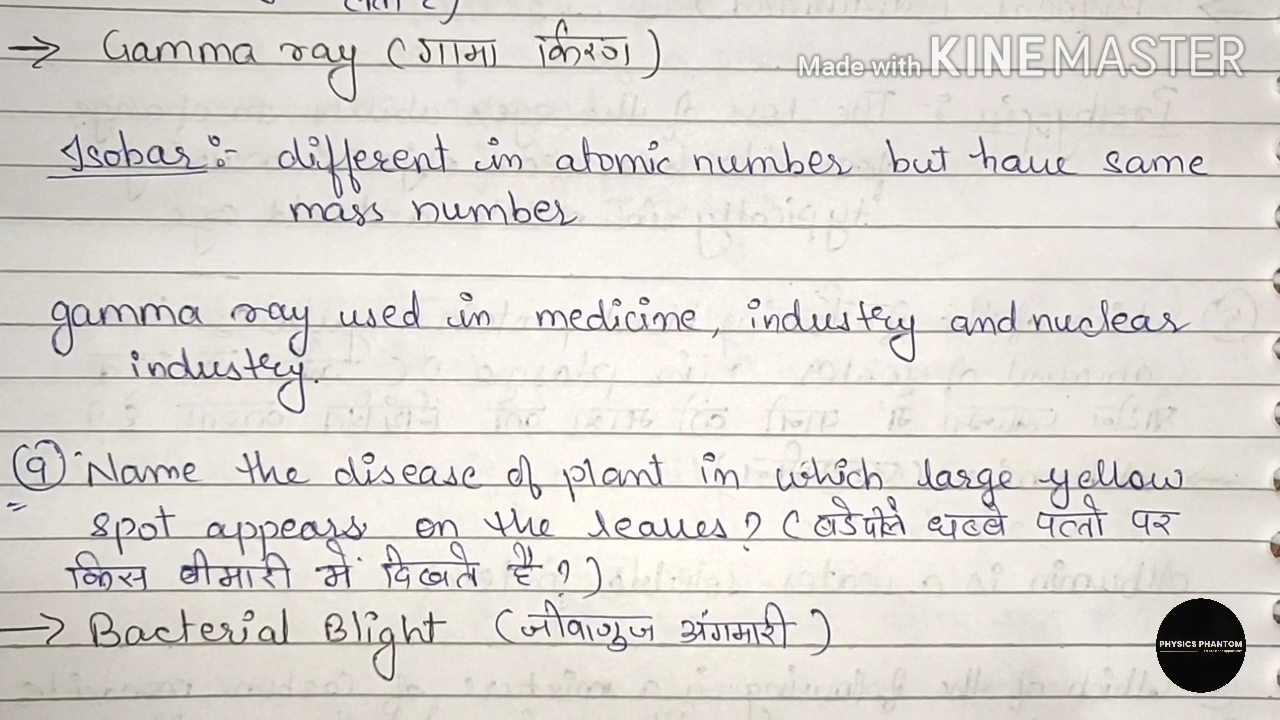 → Gamma ray (गामा किरण)
Made with KINEMASTER
Isobar :- different in atomic number but have same
mass number
gamma ray used in medicine, industry and nuclear
industry.
(9) Name the disease of plant in which large yellow
spot appears on the leaves? (बडे पीले धब्बे पत्तो पर
किस बीमारी में दिखते है?)
→ Bacterial Blight (जीवाणुज अंगमारी)
PHYSICS PHANTOM